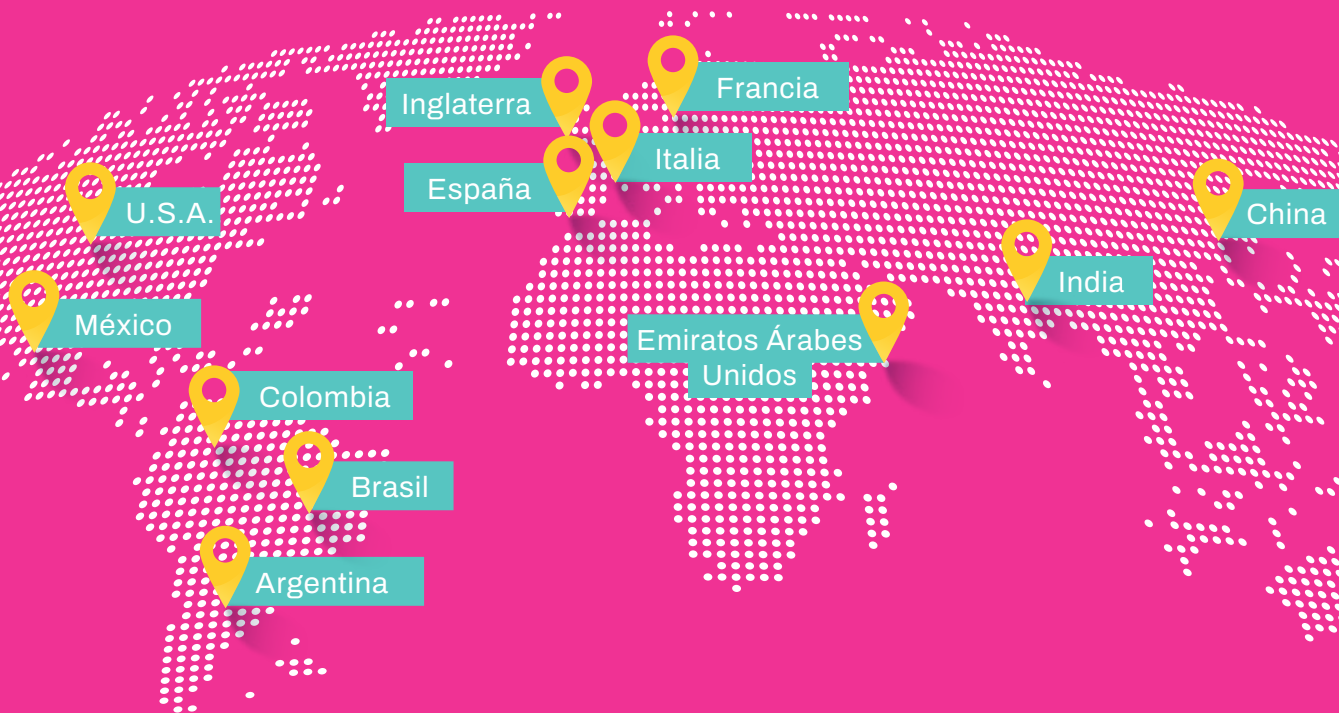 Francia
Inglaterra
Italia
España
U.S.A.
China
India
México
Emiratos Árabes
Unidos
Colombia
Brasil
Argentina